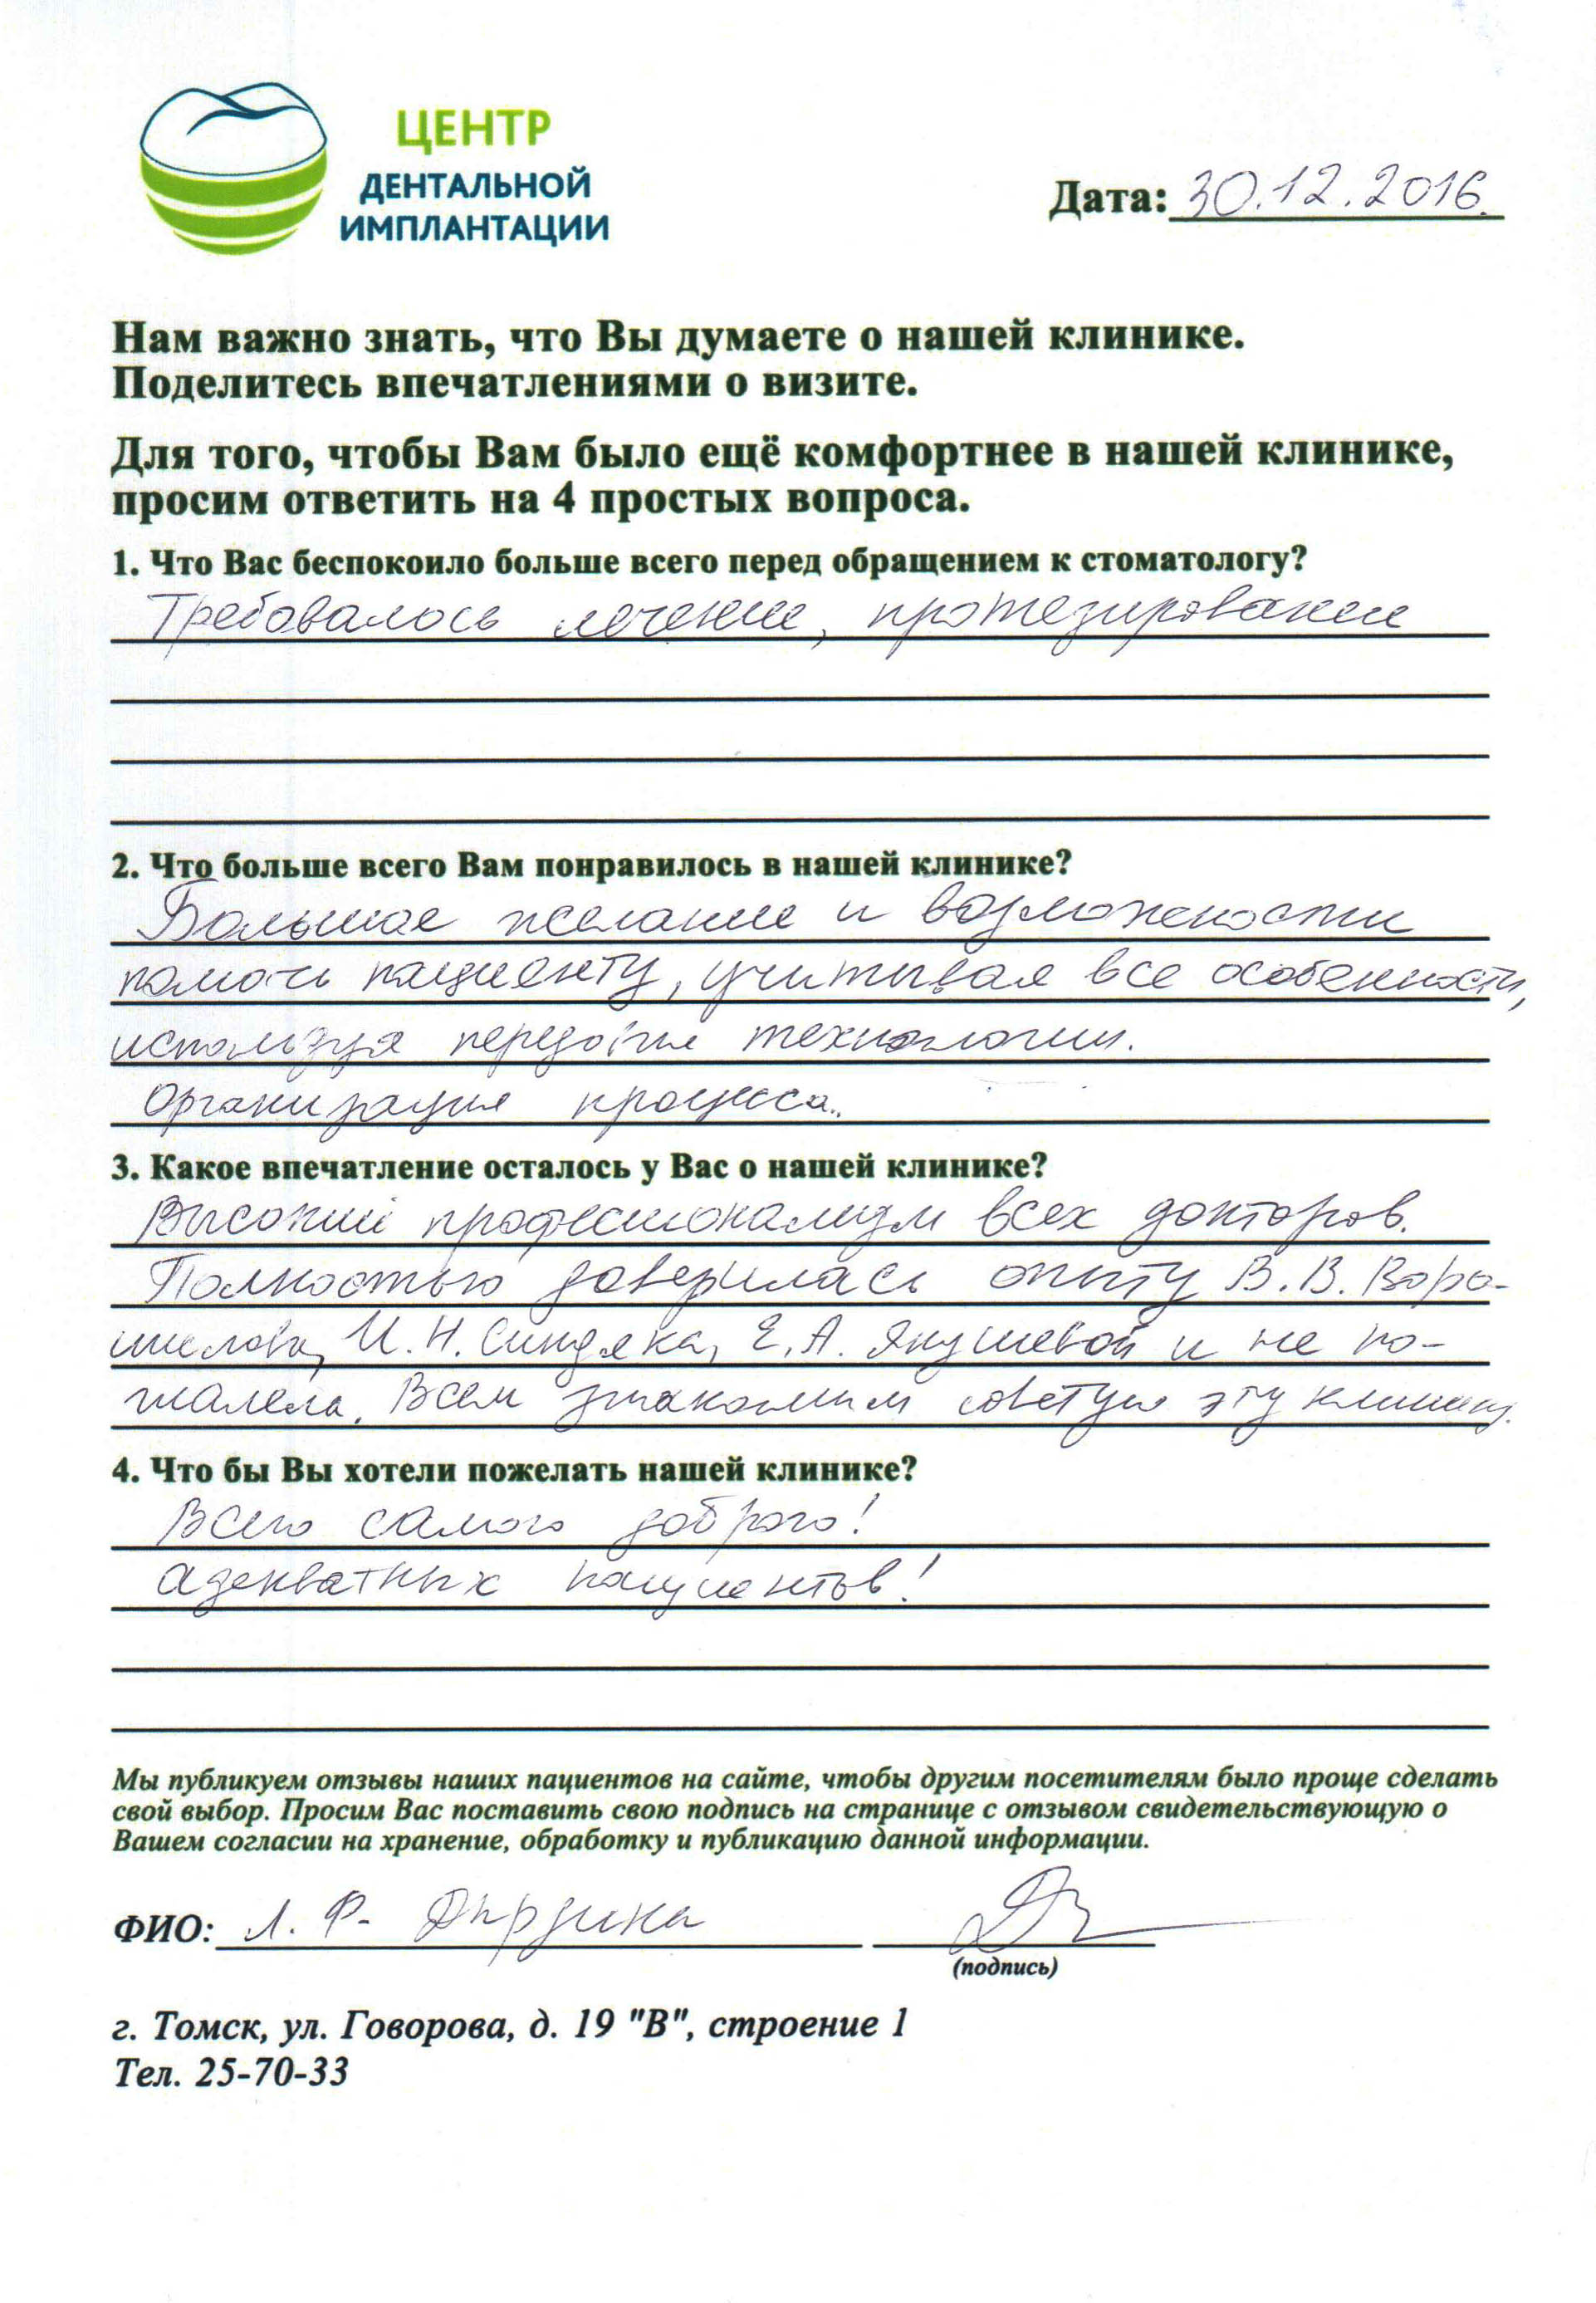 ЦЕНТР
ДЕНТАЛЬНОЙ
ИМПЛАНТАЦИИ
Дата: 30.12.2016.
Нам важно знать, что Вы думаете о нашей клинике.
Поделитесь впечатлениями о визите.
Для того, чтобы Вам было ещё комфортнее в нашей клинике,
просим ответить на 4 простых вопроса.
1. Что Вас беспокоило больше всего перед обращением к стоматологу?
Требовалось лечение, протезирование
2. Что больше всего Вам понравилось в нашей клинике?
Большое желание и возможности
помочь пациенту, учитывая все особенности,
используя передовые технологии.
Организация процесса.
3. Какое впечатление осталось у Вас о нашей клинике?
Высокий профессионализм всех докторов.
Полностью доверилась опыту В.В. Воро-
шилова, И.Н. Синдяка, Е.А. Якушевой и не по-
жалела. Всем знакомым советую эту клинику.
4. Что бы Вы хотели пожелать нашей клинике?
Всего самого доброго!
Адекватных пациентов!
Мы публикуем отзывы наших пациентов на сайте, чтобы другим посетителям было проще сделать
свой выбор. Просим Вас поставить свою подпись на странице с отзывом свидетельствующую о
Вашем согласии на хранение, обработку и публикацию данной информации.
ФИО: Л. Ф.
(подпись)
г. Томск, ул. Говорова, д. 19 "В", строение 1
Тел. 25-70-33